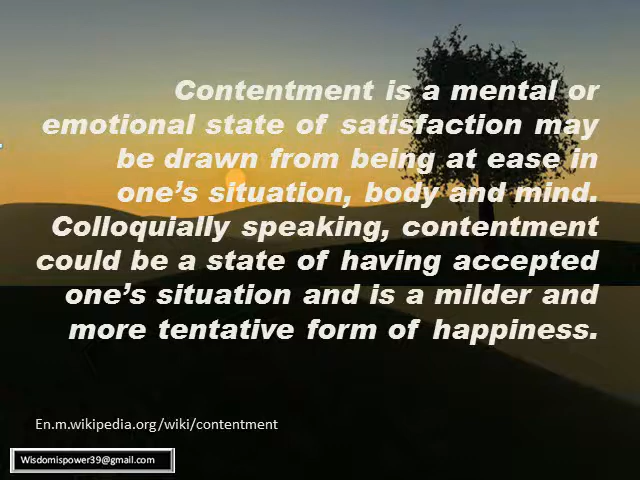 Contentment is a mental or
emotional state of satisfaction may
be drawn from being at ease in
one’s situation, body and mind.
Colloquially speaking, contentment
could be a state of having accepted
one’s situation and is a milder and
more tentative form of happiness.
En.m.wikipedia.org/wiki/contentment
Wisdomispower39@gmail.com